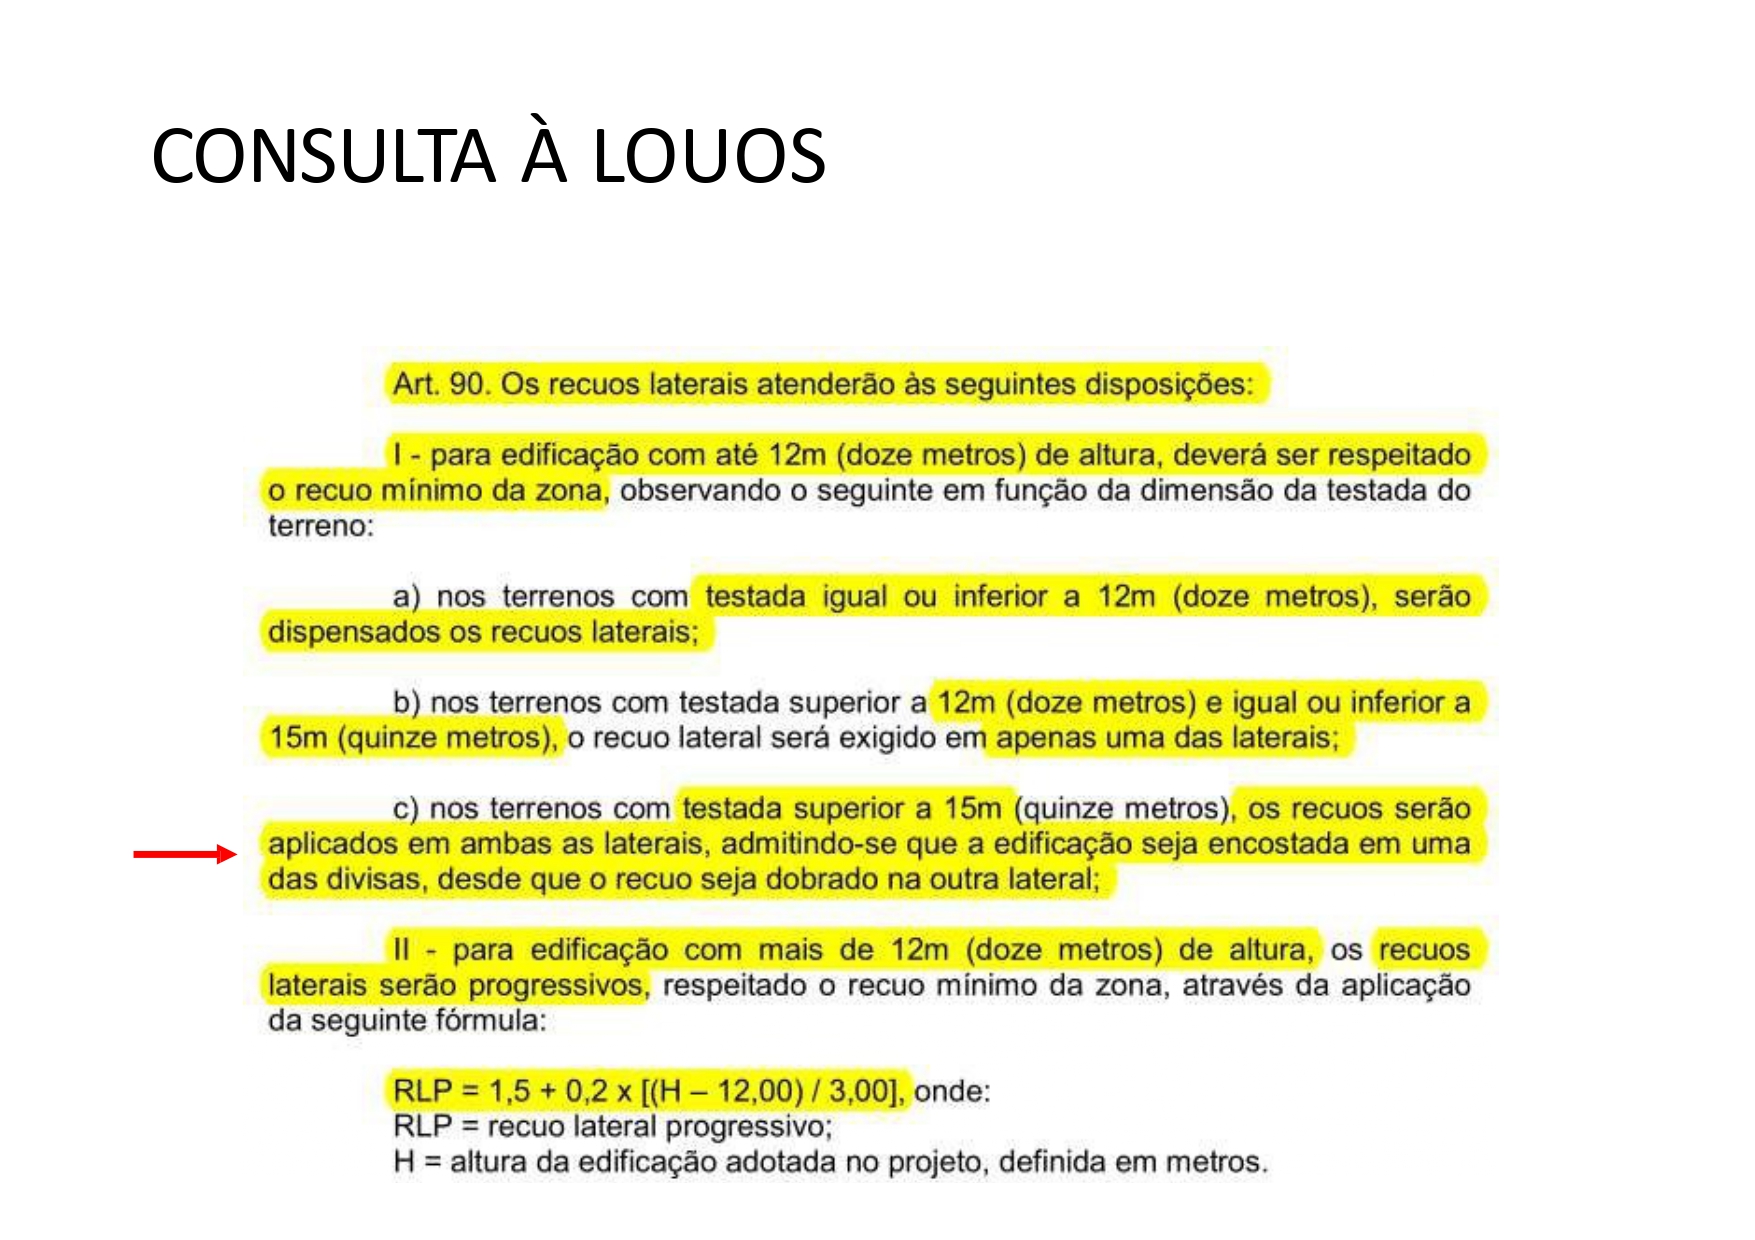 CONSULTA À LOUOS
Art. 90. Os recuos laterais atenderão às seguintes disposições:
I - para edificação com até 12m (doze metros) de altura, deverá ser respeitado
o recuo mínimo da zona, observando o seguinte em função da dimensão da testada do
terreno:
a) nos terrenos com testada igual ou inferior a 12m (doze metros), serão
dispensados os recuos laterais;
b) nos terrenos com testada superior a 12m (doze metros) e igual ou inferior a
15m (quinze metros), o recuo lateral será exigido em apenas uma das laterais;
c) nos terrenos com testada superior a 15m (quinze metros), os recuos serão
aplicados em ambas as laterais, admitindo-se que a edificação seja encostada em uma
das divisas, desde que o recuo seja dobrado na outra lateral;
II - para edificação com mais de 12m (doze metros) de altura, os recuos
laterais serão progressivos, respeitado o recuo mínimo da zona, através da aplicação
da seguinte fórmula:
RLP = 1,5 + 0,2 x [(H – 12,00) / 3,00], onde:
RLP = recuo lateral progressivo;
H = altura da edificação adotada no projeto, definida em metros.